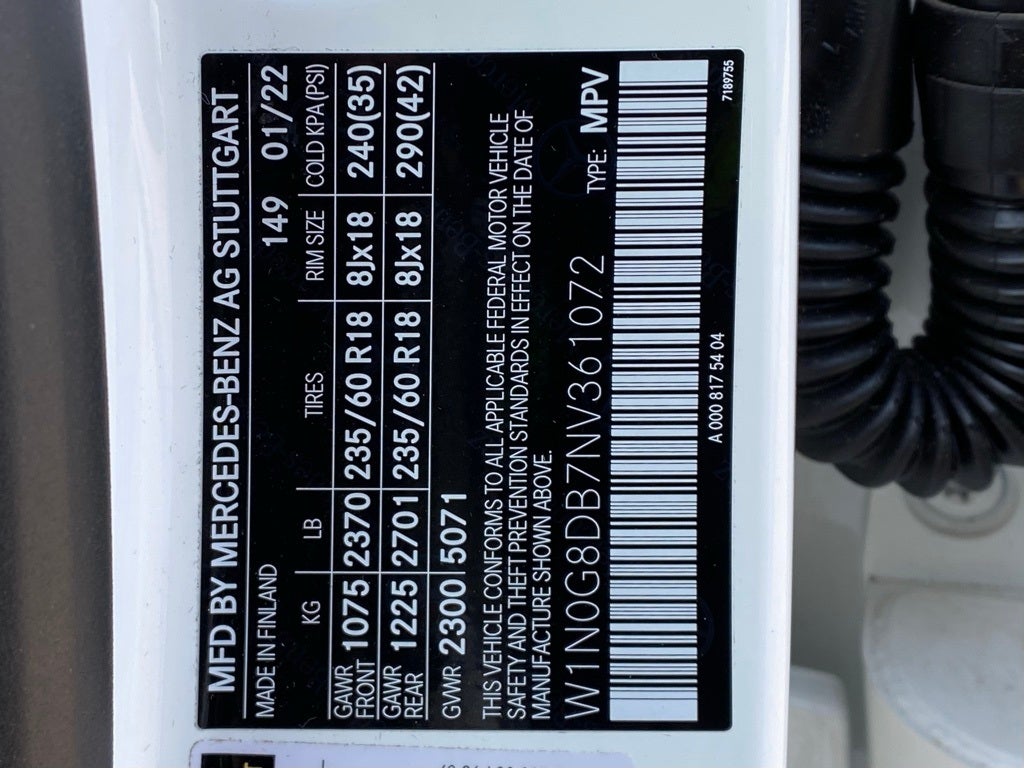 MFD BY MERCEDES-BENZ AG STUTTGART
MADE IN FINLAND 149 01/22
KG LB TIRES RIM SIZE COLD KPA(PSI)
GAWR FRONT 1075 2370 235/60 R18 8Jx18 240(35)
GAWR REAR 1225 2701 235/60 R18 8Jx18 290(42)
GVWR 2300 5071
THIS VEHICLE CONFORMS TO ALL APPLICABLE FEDERAL MOTOR VEHICLE
SAFETY AND THEFT PREVENTION STANDARDS IN EFFECT ON THE DATE OF
MANUFACTURE SHOWN ABOVE.
W1N0G8DB7NV361072 TYPE: MPV
A 000 817 54 04 7189755